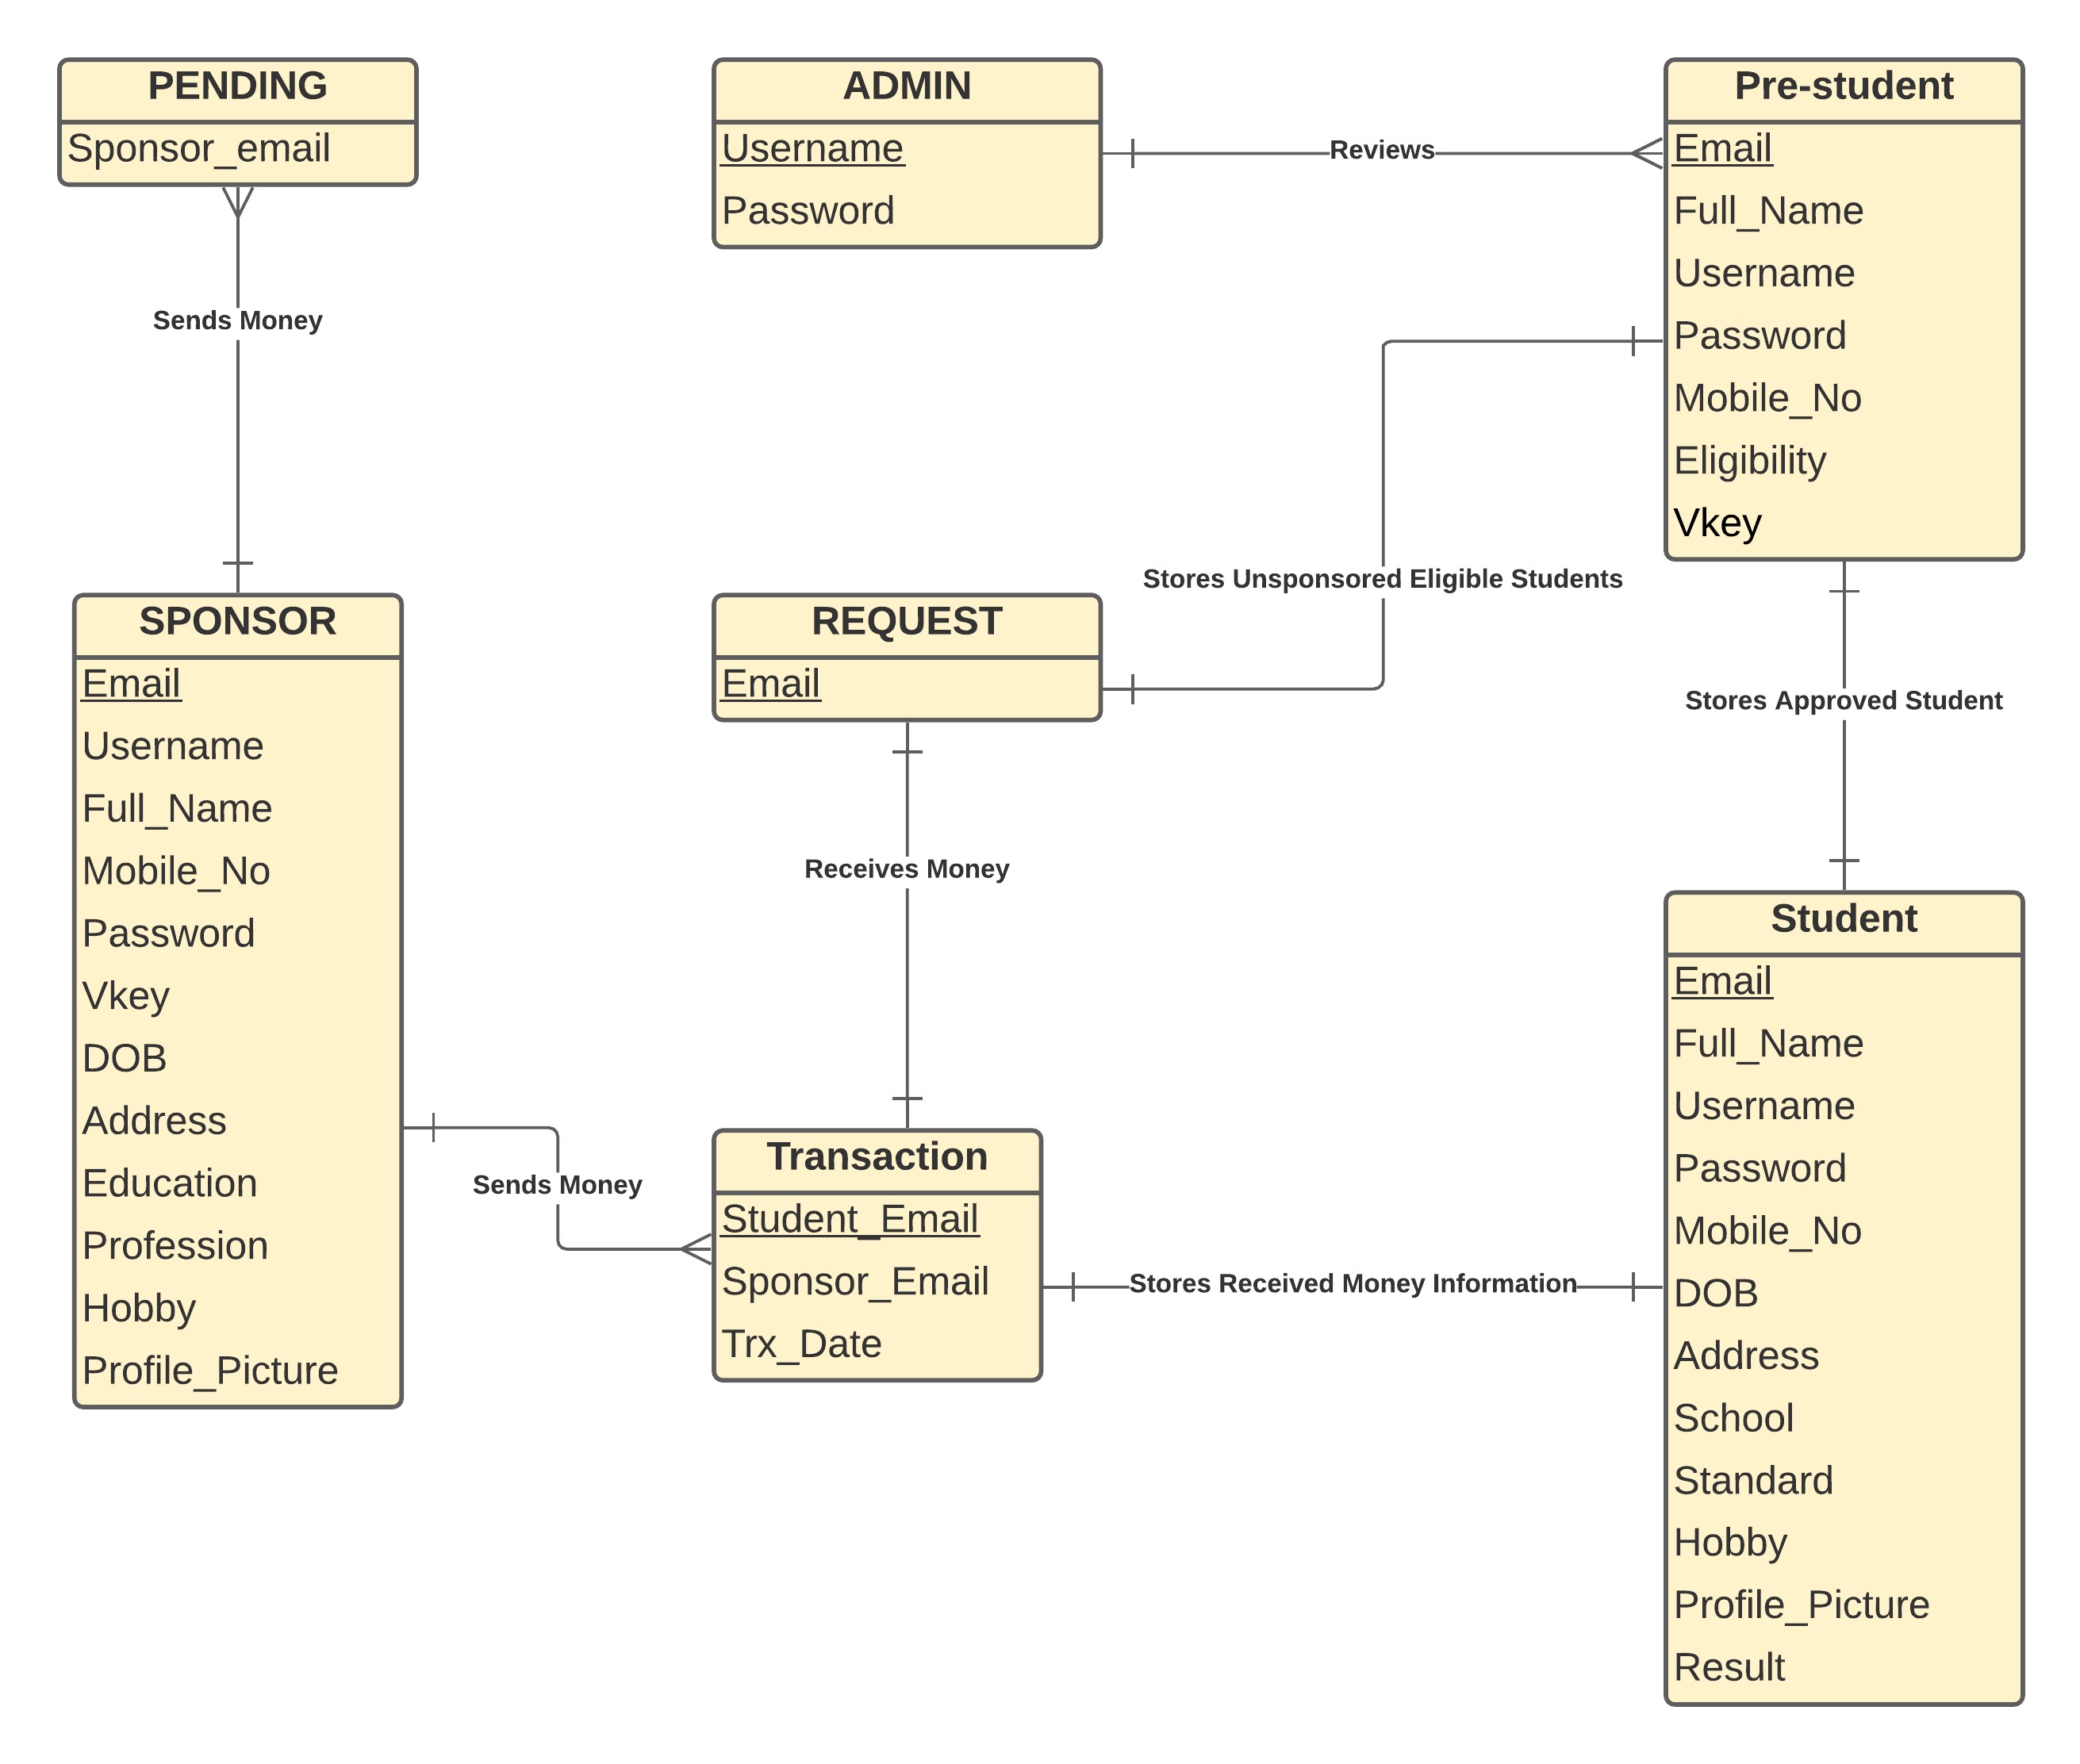 PENDING
Sponsor_email
ADMIN
Username
Password
Pre-student
Email
Full_Name
Username
Password
Mobile_No
Eligibility
Vkey
Reviews
Sends Money
Stores Unsponsored Eligible Students
SPONSOR
Email
Username
Full_Name
Mobile_No
Password
Vkey
DOB
Address
Education
Profession
Hobby
Profile_Picture
REQUEST
Email
Stores Approved Student
Receives Money
Sends Money
Transaction
Student_Email
Sponsor_Email
Trx_Date
Stores Received Money Information
Student
Email
Full_Name
Username
Password
Mobile_No
DOB
Address
School
Standard
Hobby
Profile_Picture
Result